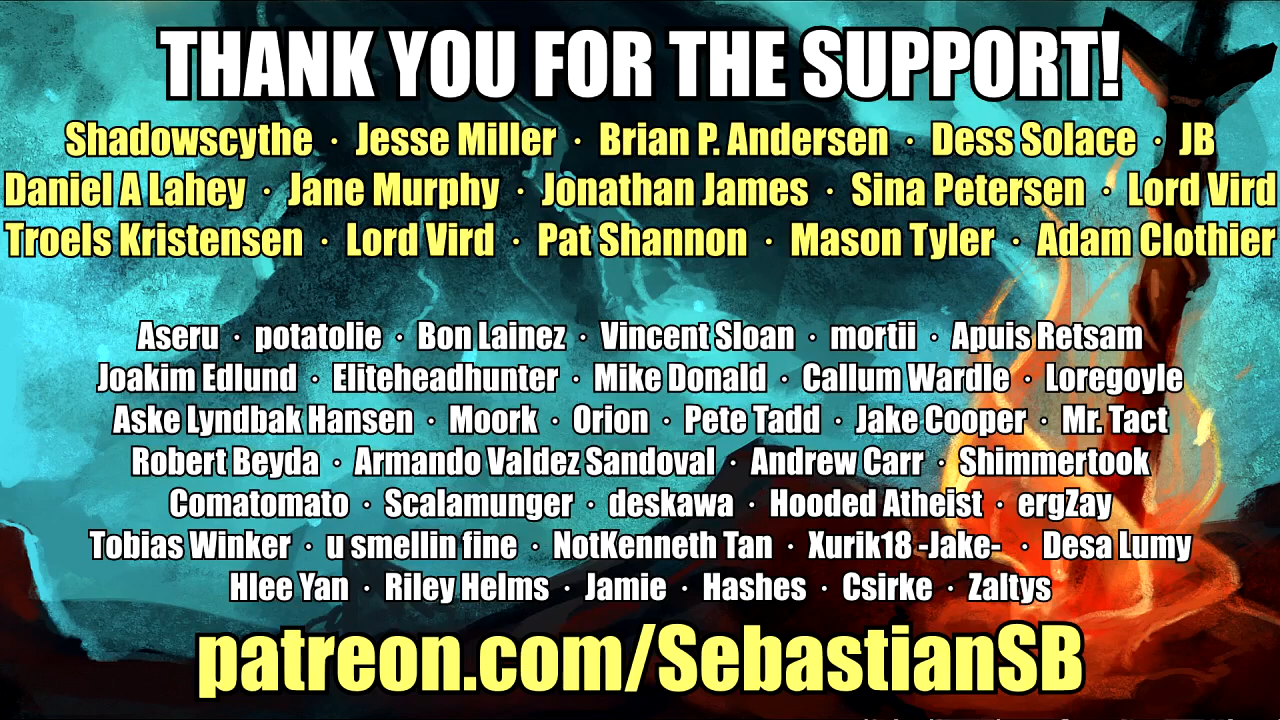 THANK YOU FOR THE SUPPORT!
Shadowscythe · Jesse Miller · Brian P. Andersen · Dess Solace · JB
Daniel A Lahey · Jane Murphy · Jonathan James · Sina Petersen · Lord Vird
Troels Kristensen · Lord Vird · Pat Shannon · Mason Tyler · Adam Clothier
Aseru · potatolie · Bon Lainez · Vincent Sloan · mortii · Apuis Retsam
Joakim Edlund · Eliteheadhunter · Mike Donald · Callum Wardle · Loregoyle
Aske Lyndbak Hansen · Moork · Orion · Pete Tadd · Jake Cooper · Mr. Tact
Robert Beyda · Armando Valdez Sandoval · Andrew Carr · Shimmertook
Comatomato · Scalamunger · deskawa · Hooded Atheist · ergZay
Tobias Winker · u smellin fine · NotKenneth Tan · Xurik18 -Jake- · Desa Lumy
Hlee Yan · Riley Helms · Jamie · Hashes · Csirke · Zaltys
patreon.com/SebastianSB